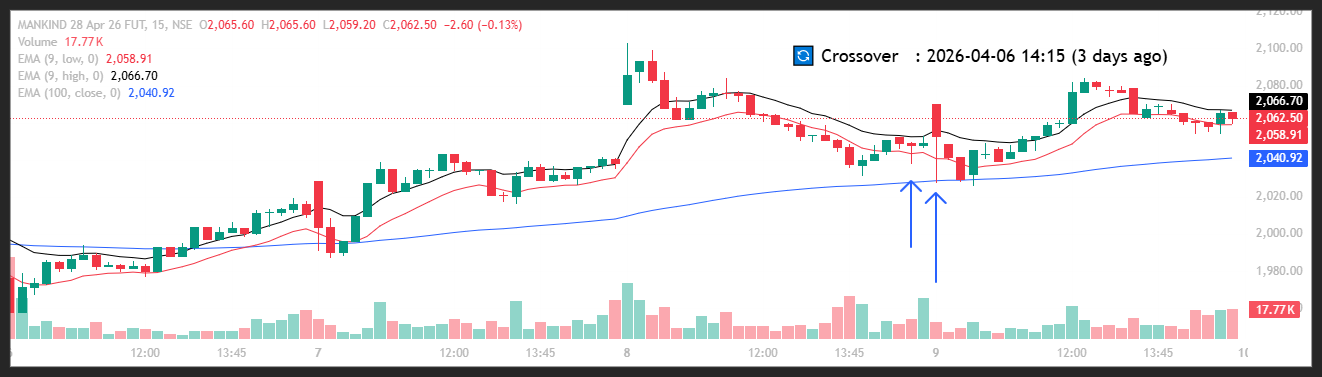 MANKIND 28 Apr 26 FUT, 15, NSE O2,065.60 H2,065.60 L2,059.20 C2,062.50 −2.60 (−0.13%)
Volume 17.77 K
EMA (9, low, 0) 2,058.91
EMA (9, high, 0) 2,066.70
EMA (100, close, 0) 2,040.92
🔄 Crossover : 2026-04-06 14:15 (3 days ago)
2,120.00
2,100.00
2,080.00
2,066.70
2,062.50
2,058.91
2,040.92
2,020.00
2,000.00
1,980.00
17.77 K
12:00 13:45 7 12:00 13:45 8 12:00 13:45 9 12:00 13:45 10